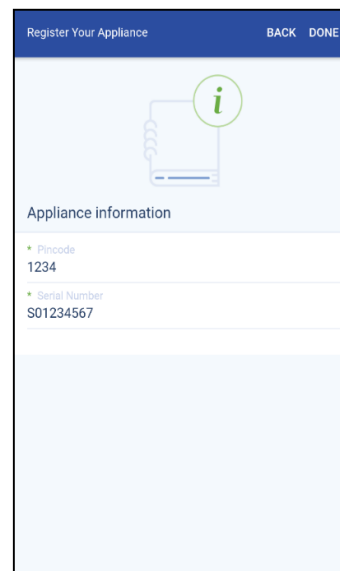 Register Your Appliance BACK DONE
i
Appliance information
* Pincode
1234
* Serial Number
S01234567